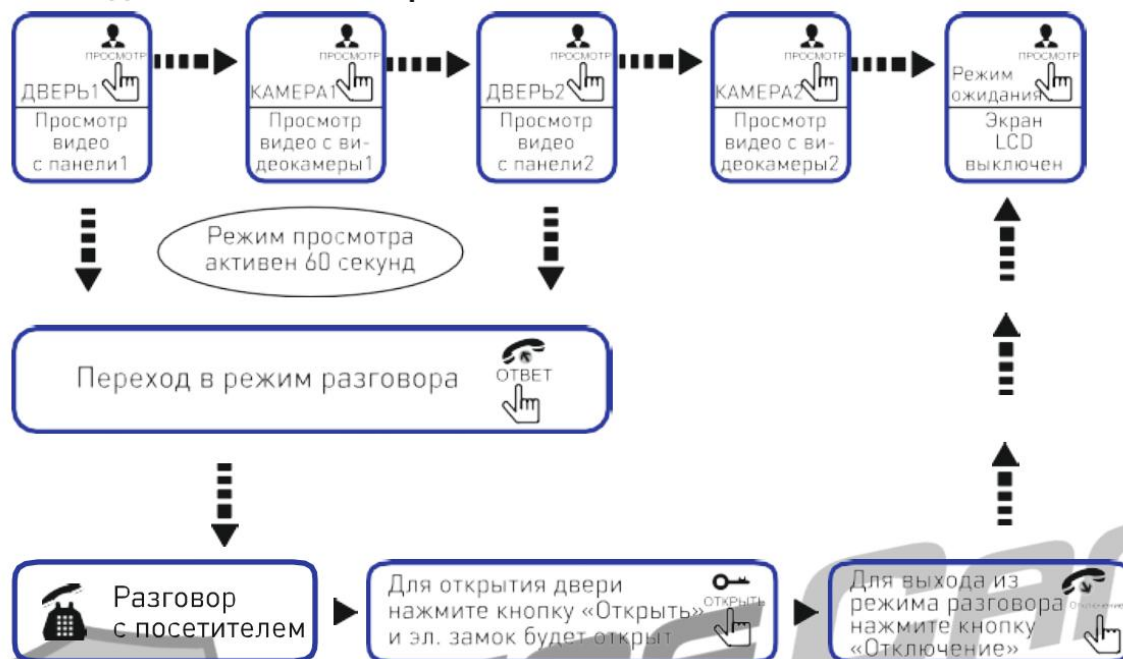 ПРОСМОТР
ДВЕРЬ1
Просмотр
видео
с панели1
ПРОСМОТР
КАМЕРА1
Просмотр
видео с ви-
деокамеры1
ПРОСМОТР
ДВЕРЬ2
Просмотр
видео
с панели2
ПРОСМОТР
КАМЕРА2
Просмотр
видео с ви-
деокамеры2
ПРОСМОТР
Режим
ожидания
Экран
LCD
выключен
Режим просмотра
активен 60 секунд
Переход в режим разговора
ОТВЕТ
Разговор
с посетителем
Для открытия двери
нажмите кнопку «Открыть»
и эл. замок будет открыт
ОТКРЫТЬ
Для выхода из
режима разговора
нажмите кнопку
«Отключение»
Отключение